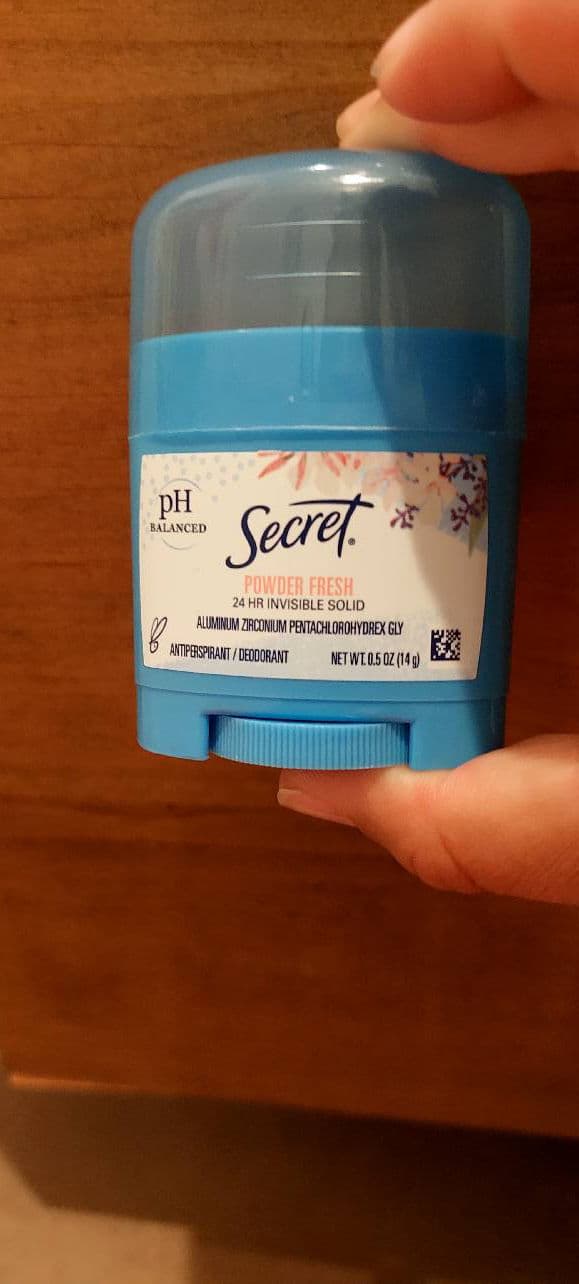 pH
BALANCED
Secret®
POWDER FRESH
24 HR INVISIBLE SOLID
ALUMINUM ZIRCONIUM PENTACHLOROHYDREX GLY
ANTIPERSPIRANT / DEODORANT NET WT. 0.5 OZ (14 g)